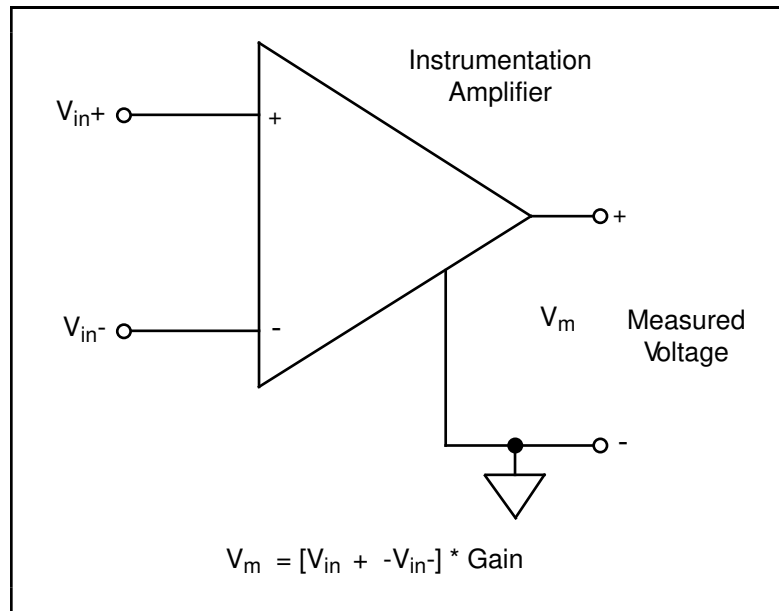 Instrumentation
Amplifier
Vin+
+
+
Vin-
-
Vm
Measured
Voltage
-
Vm = [Vin + -Vin-] * Gain